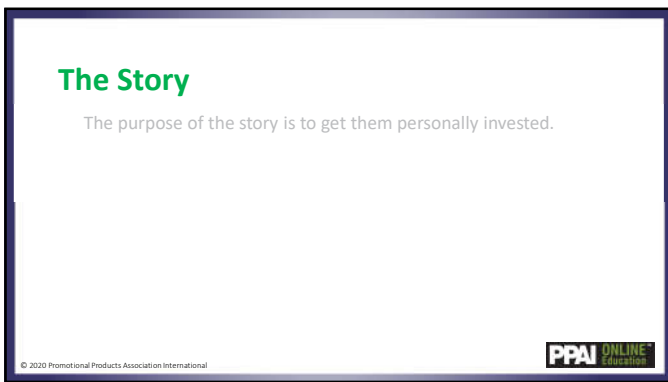 The Story
The purpose of the story is to get them personally invested.
© 2020 Promotional Products Association International
PPAI ONLINE™
Education